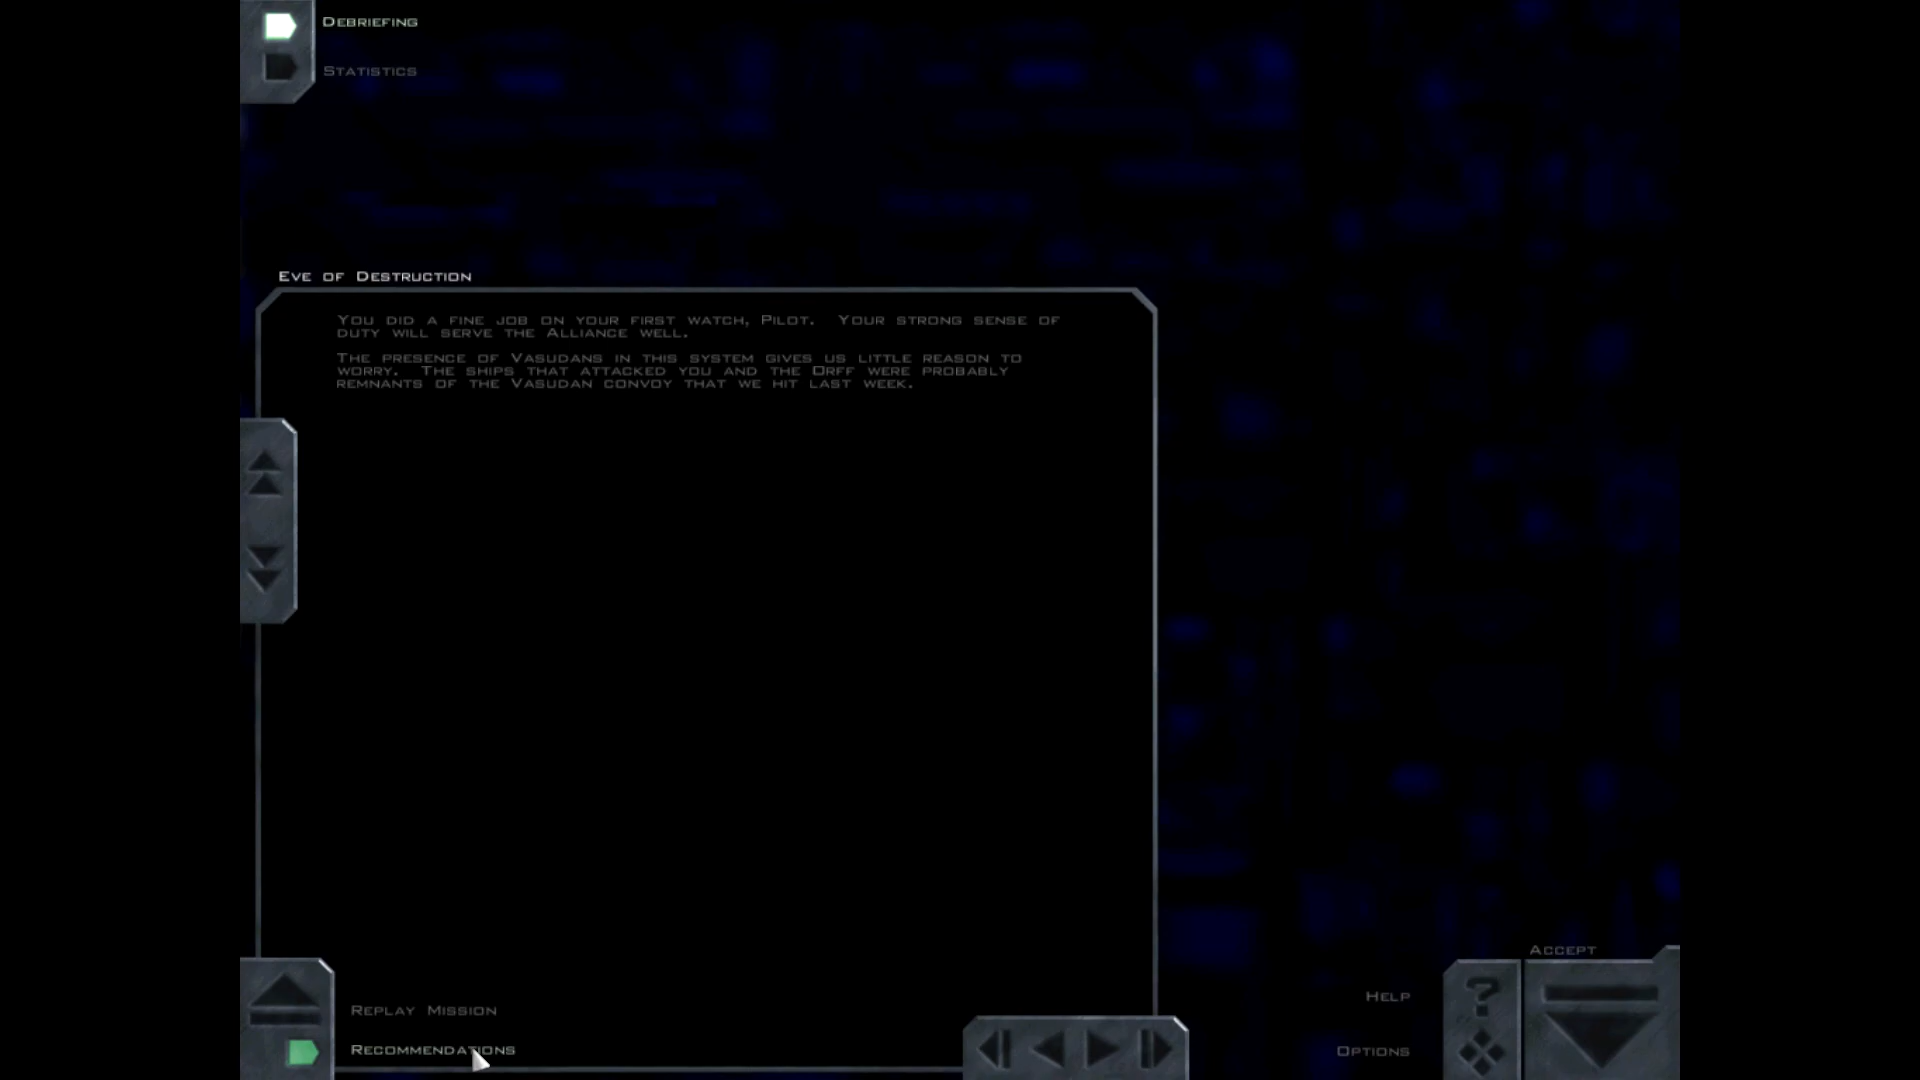 Debriefing
Statistics
Eve of Destruction
You did a fine job on your first watch, Pilot.  Your strong sense of
duty will serve the Alliance well.
The presence of Vasudans in this system gives us little reason to
worry.  The ships that attacked you and the Orff were probably
remnants of the Vasudan convoy that we hit last week.
Accept
Help
Replay Mission
Recommendations
Options